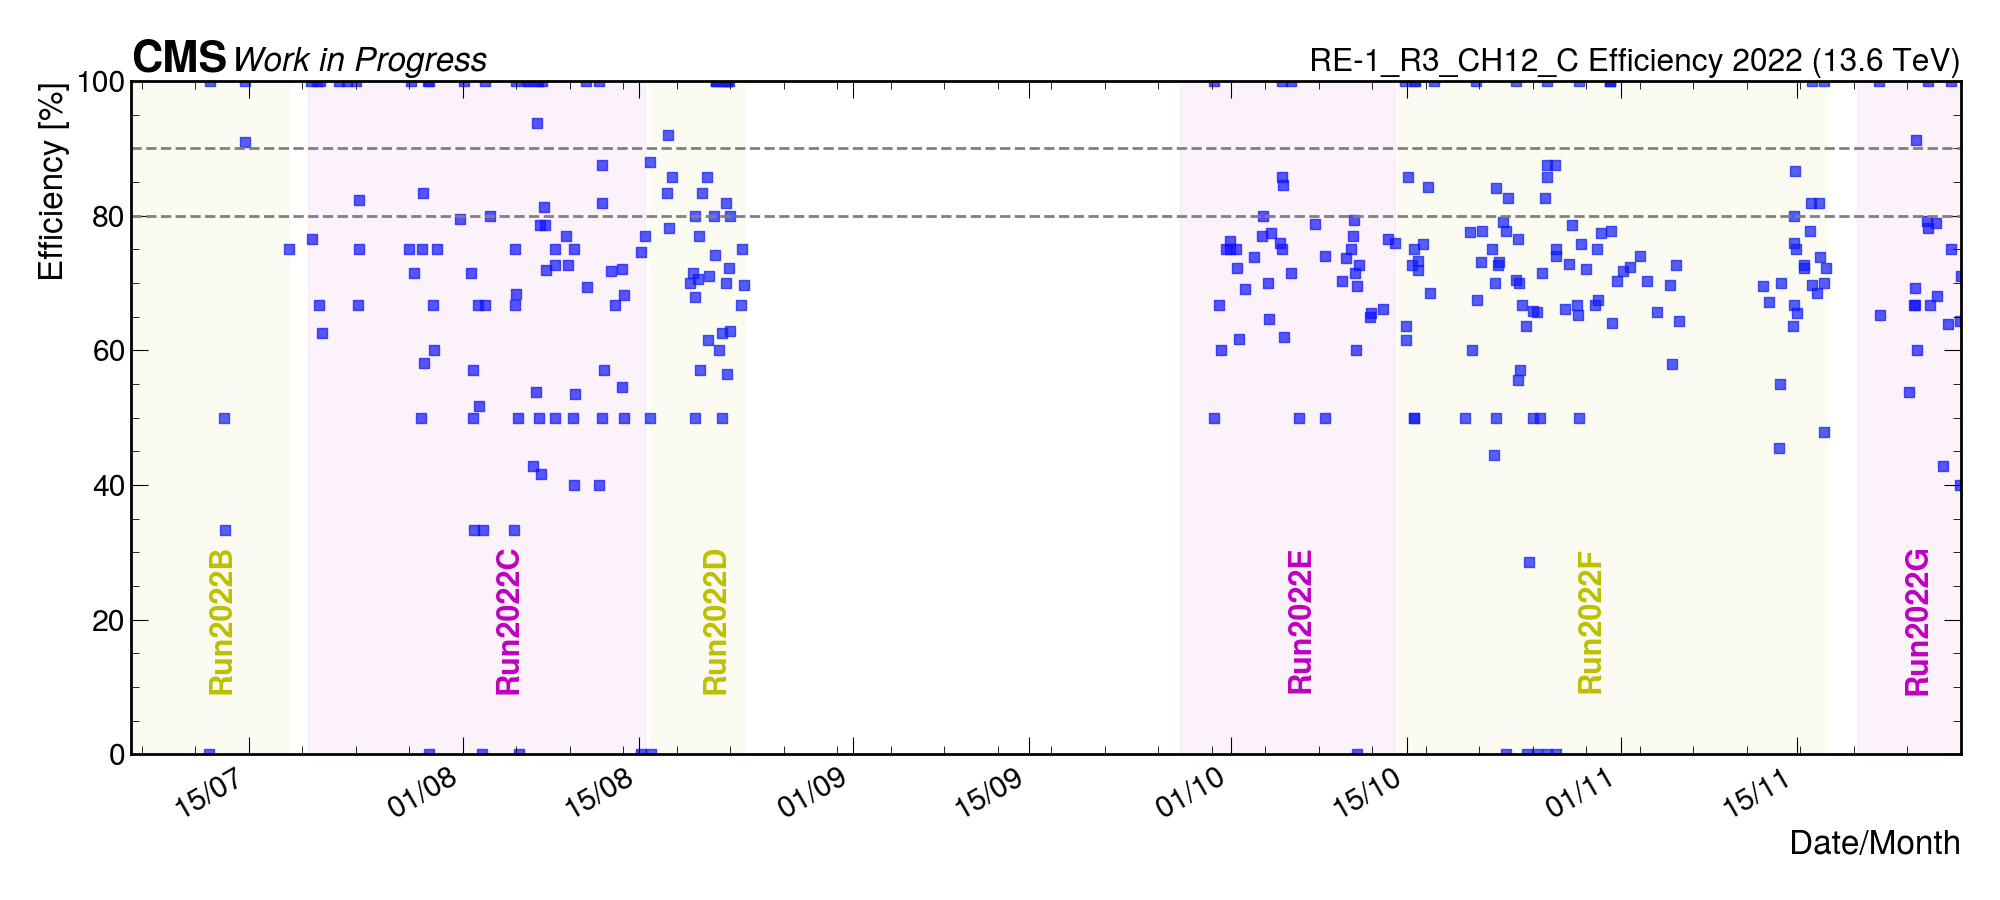 CMS Work in Progress
RE-1_R3_CH12_C Efficiency 2022 (13.6 TeV)
Efficiency [%]
100
80
60
40
20
0
Run2022B
Run2022C
Run2022D
Run2022E
Run2022F
Run2022G
15/07
01/08
15/08
01/09
15/09
01/10
15/10
01/11
15/11
Date/Month